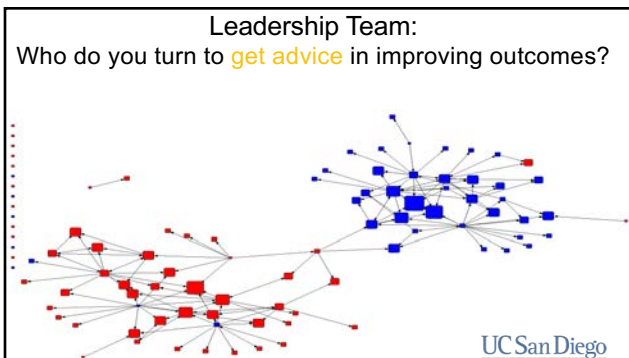 Leadership Team:
Who do you turn to get advice in improving outcomes?
UC San Diego